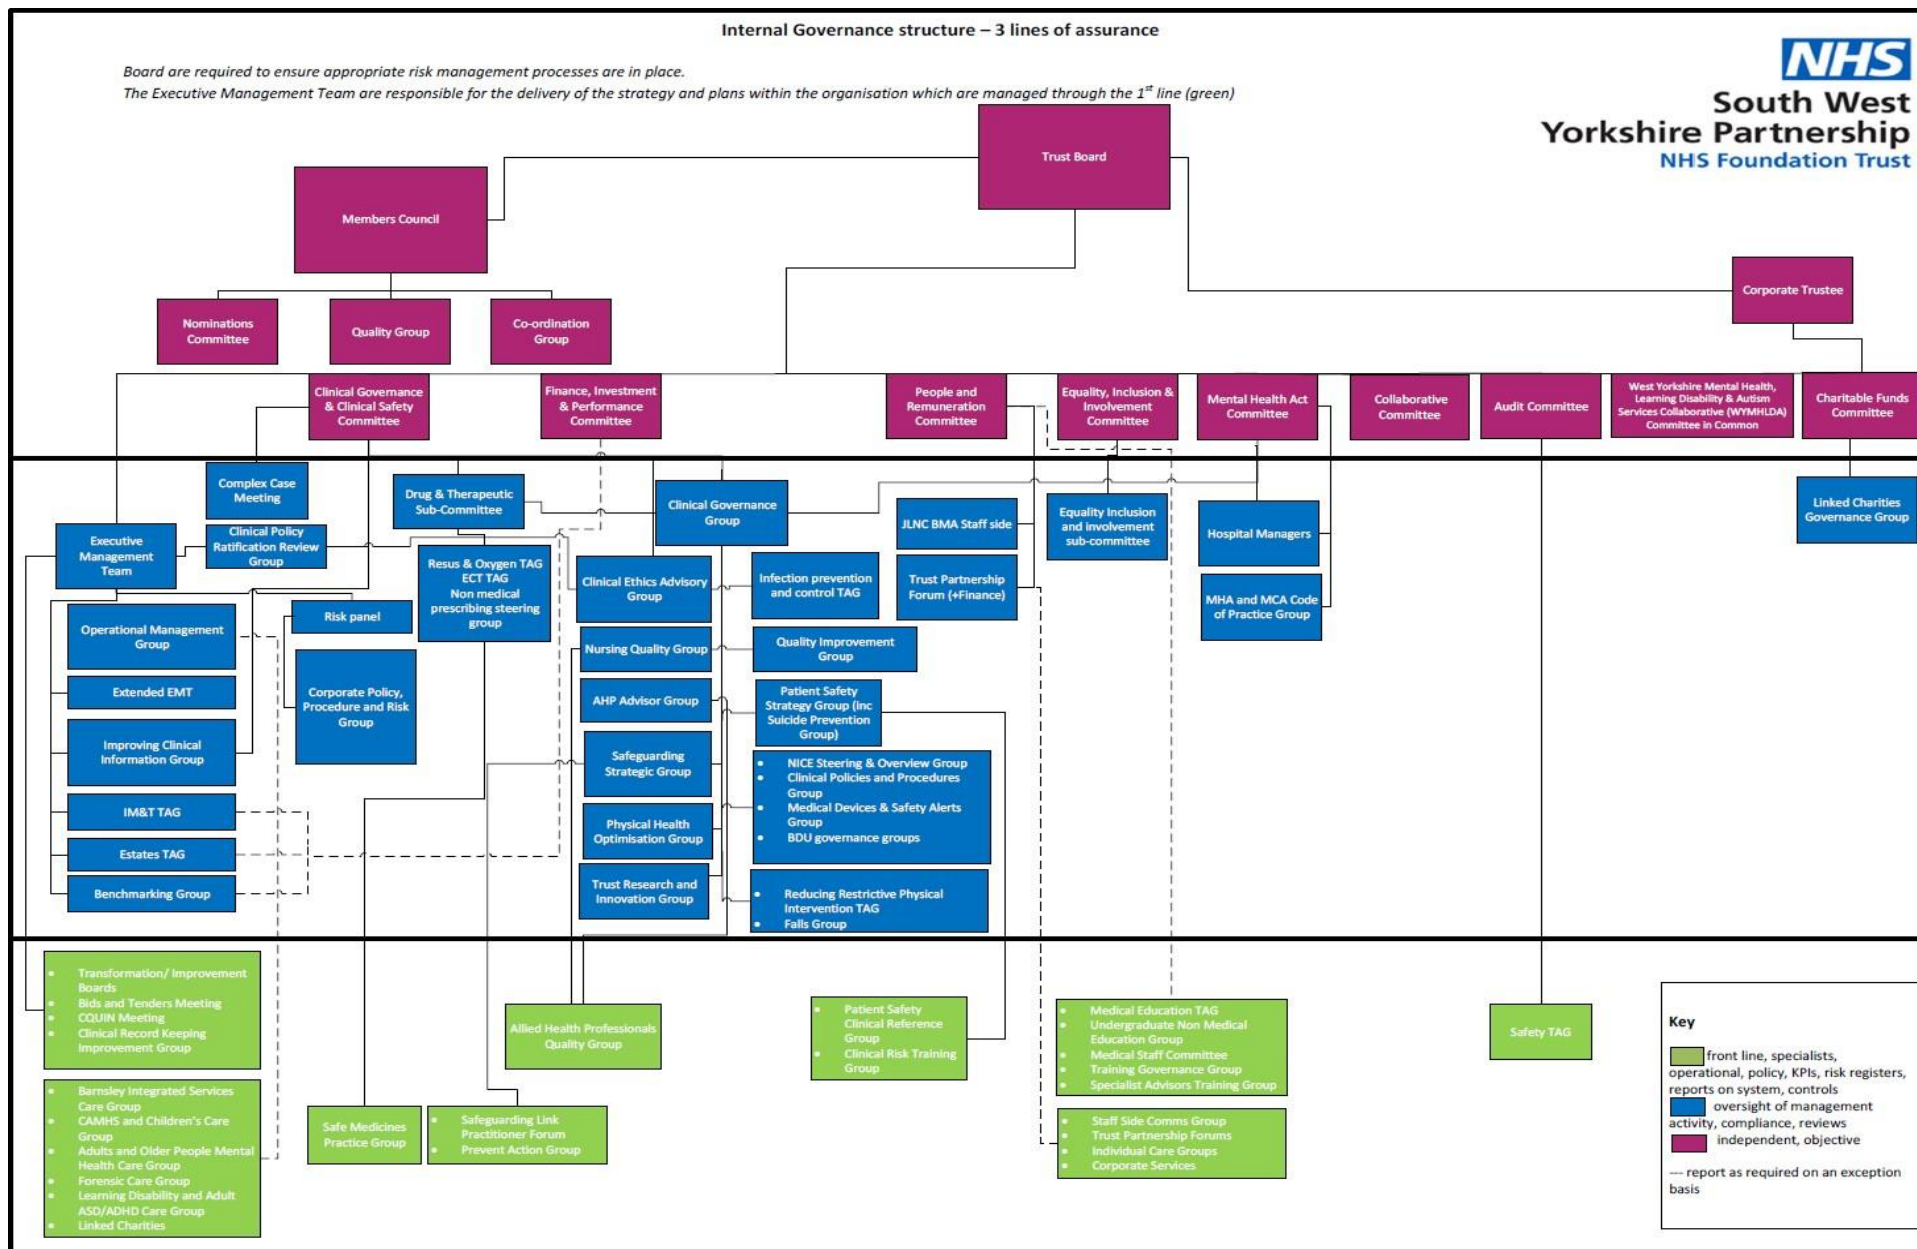 Internal Governance structure – 3 lines of assurance
Board are required to ensure appropriate risk management processes are in place.
The Executive Management Team are responsible for the delivery of the strategy and plans within the organisation which are managed through the 1st line (green)
NHS
South West
Yorkshire Partnership
NHS Foundation Trust
Trust Board
Members Council
Corporate Trustee
Nominations
Committee
Quality Group
Co-ordination
Group
Clinical Governance
& Clinical Safety
Committee
Finance, Investment
& Performance
Committee
People and
Remuneration
Committee
Equality, Inclusion &
Involvement
Committee
Mental Health Act
Committee
Collaborative
Committee
Audit Committee
West Yorkshire Mental Health,
Learning Disability & Autism
Services Collaborative (WYMHLDA)
Committee in Common
Charitable Funds
Committee
Complex Case
Meeting
Drug & Therapeutic
Sub-Committee
Clinical Governance
Group
JLNC BMA Staff side
Equality Inclusion
and involvement
sub-committee
Hospital Managers
Linked Charities
Governance Group
Executive
Management
Team
Clinical Policy
Ratification Review
Group
Resus & Oxygen TAG
ECT TAG
Non medical
prescribing steering
group
Clinical Ethics Advisory
Group
Infection prevention
and control TAG
Trust Partnership
Forum (+Finance)
MHA and MCA Code
of Practice Group
Operational Management
Group
Risk panel
Nursing Quality Group
Quality Improvement
Group
Extended EMT
Corporate Policy,
Procedure and Risk
Group
AHP Advisor Group
Patient Safety
Strategy Group (inc
Suicide Prevention
Group)
Improving Clinical
Information Group
Safeguarding
Strategic Group
• NICE Steering & Overview Group
• Clinical Policies and Procedures
Group
• Medical Devices & Safety Alerts
Group
• BDU governance groups
IM&T TAG
Physical Health
Optimisation Group
Estates TAG
Benchmarking Group
Trust Research and
Innovation Group
• Reducing Restrictive Physical
Intervention TAG
• Falls Group
• Transformation/ Improvement
Boards
• Bids and Tenders Meeting
• CQUIN Meeting
• Clinical Record Keeping
Improvement Group
Allied Health Professionals
Quality Group
• Patient Safety
Clinical Reference
Group
• Clinical Risk Training
Group
• Medical Education TAG
• Undergraduate Non Medical
Education Group
• Medical Staff Committee
• Training Governance Group
• Specialist Advisors Training Group
Safety TAG
• Barnsley Integrated Services
Care Group
• CAMHS and Children's Care
Group
• Adults and Older People Mental
Health Care Group
• Forensic Care Group
• Learning Disability and Adult
ASD/ADHD Care Group
• Linked Charities
Safe Medicines
Practice Group
• Safeguarding Link
Practitioner Forum
• Prevent Action Group
• Staff Side Comms Group
• Trust Partnership Forums
• Individual Care Groups
• Corporate Services
Key
front line, specialists,
operational, policy, KPIs, risk registers,
reports on system, controls
oversight of management
activity, compliance, reviews
independent, objective
--- report as required on an exception
basis